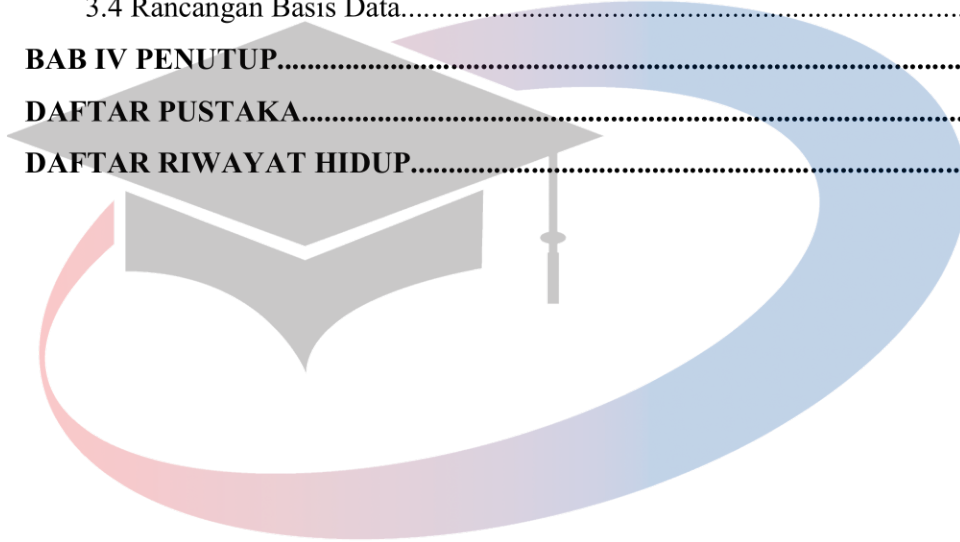 3.4 Rancangan Basis Data..........................................................................
BAB IV PENUTUP..........................................................................................
DAFTAR PUSTAKA.......................................................................................
DAFTAR RIWAYAT HIDUP.........................................................................